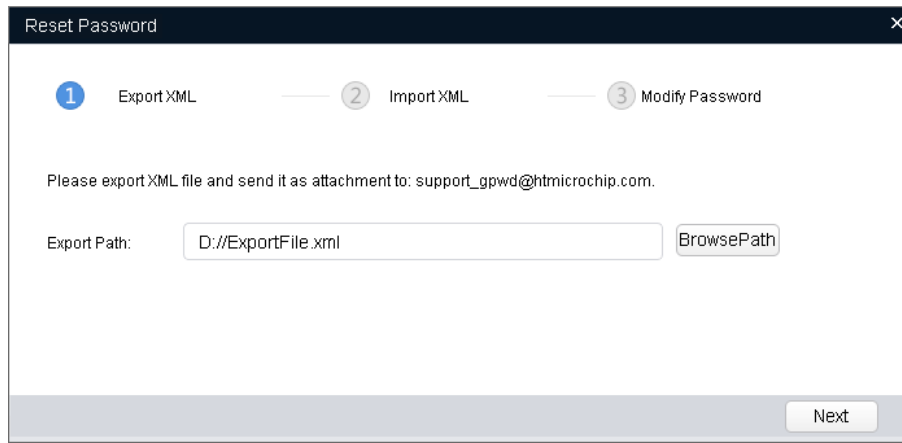 Reset Password
1 Export XML 2 Import XML 3 Modify Password
Please export XML file and send it as attachment to: support_gpwd@htmicrochip.com.
Export Path: D://ExportFile.xml BrowsePath
Next